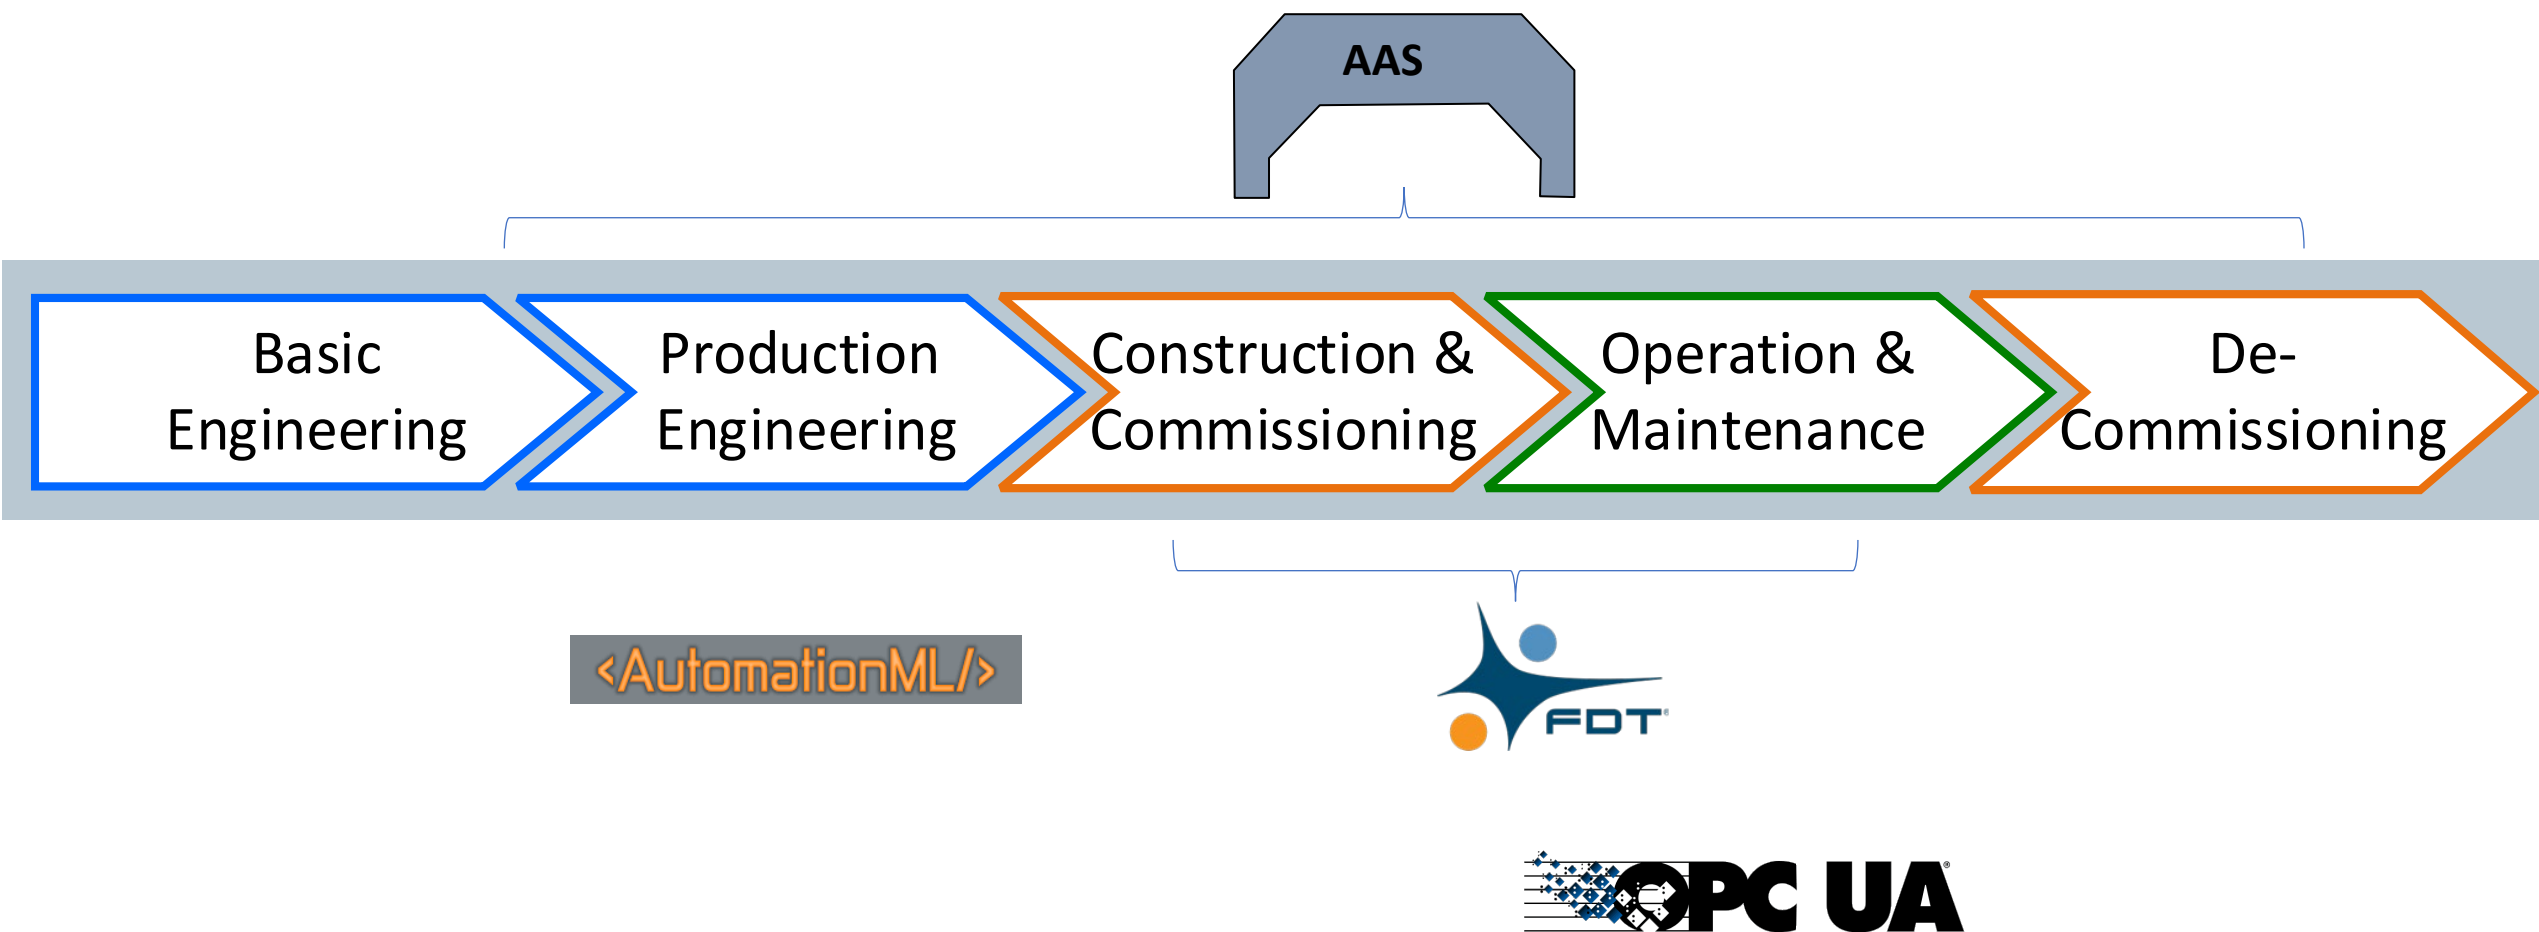 AAS
Basic
Engineering
Production
Engineering
Construction &
Commissioning
Operation &
Maintenance
De-
Commissioning
<AutomationML/>
FDT®
OPC UA®